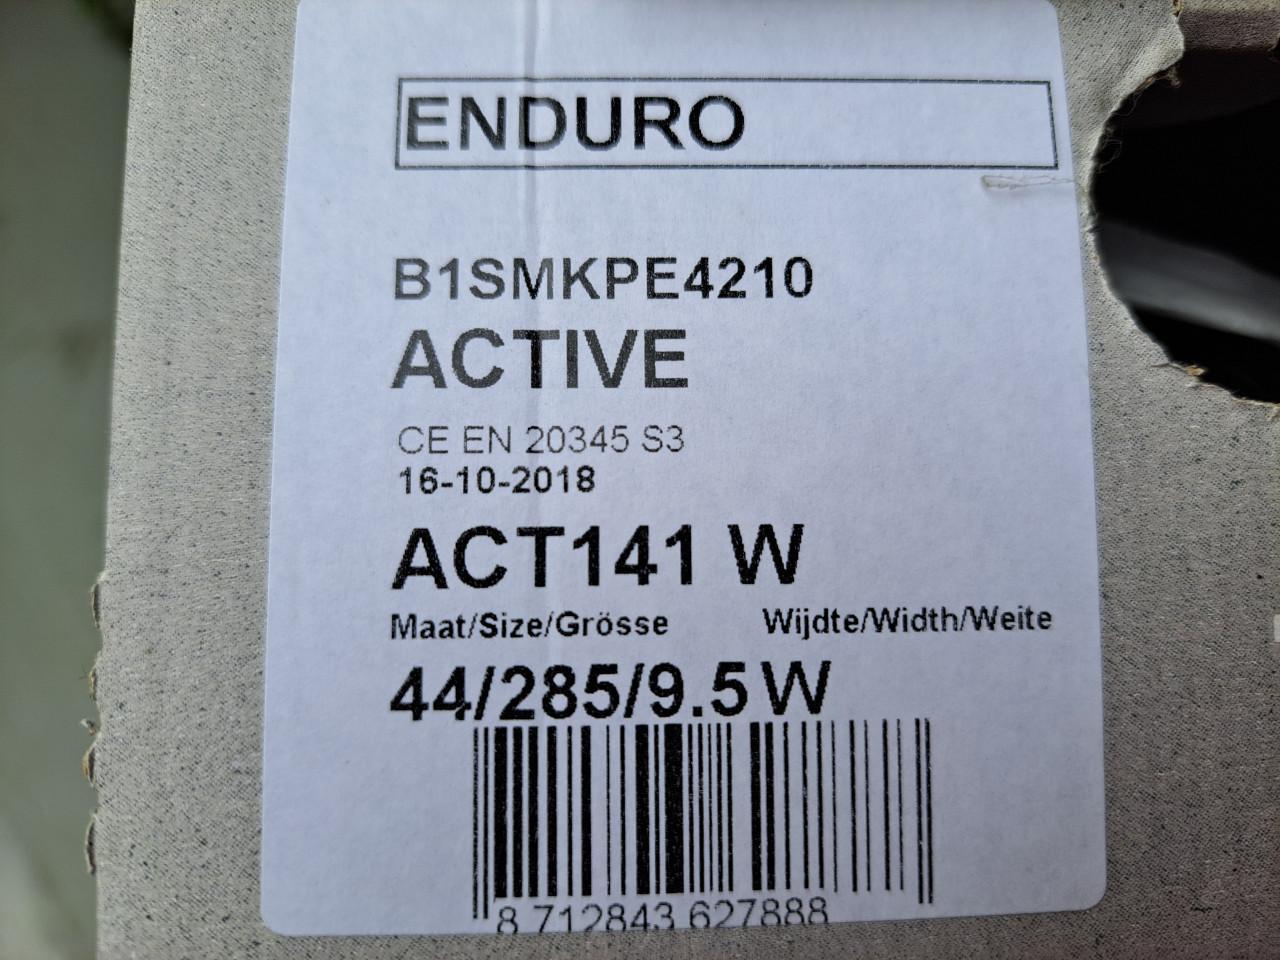 ENDURO
B1SMKPE4210
ACTIVE
CE EN 20345 S3
16-10-2018
ACT141 W
Maat/Size/Grösse Wijdte/Width/Weite
44/285/9.5 W
8 712843 627888